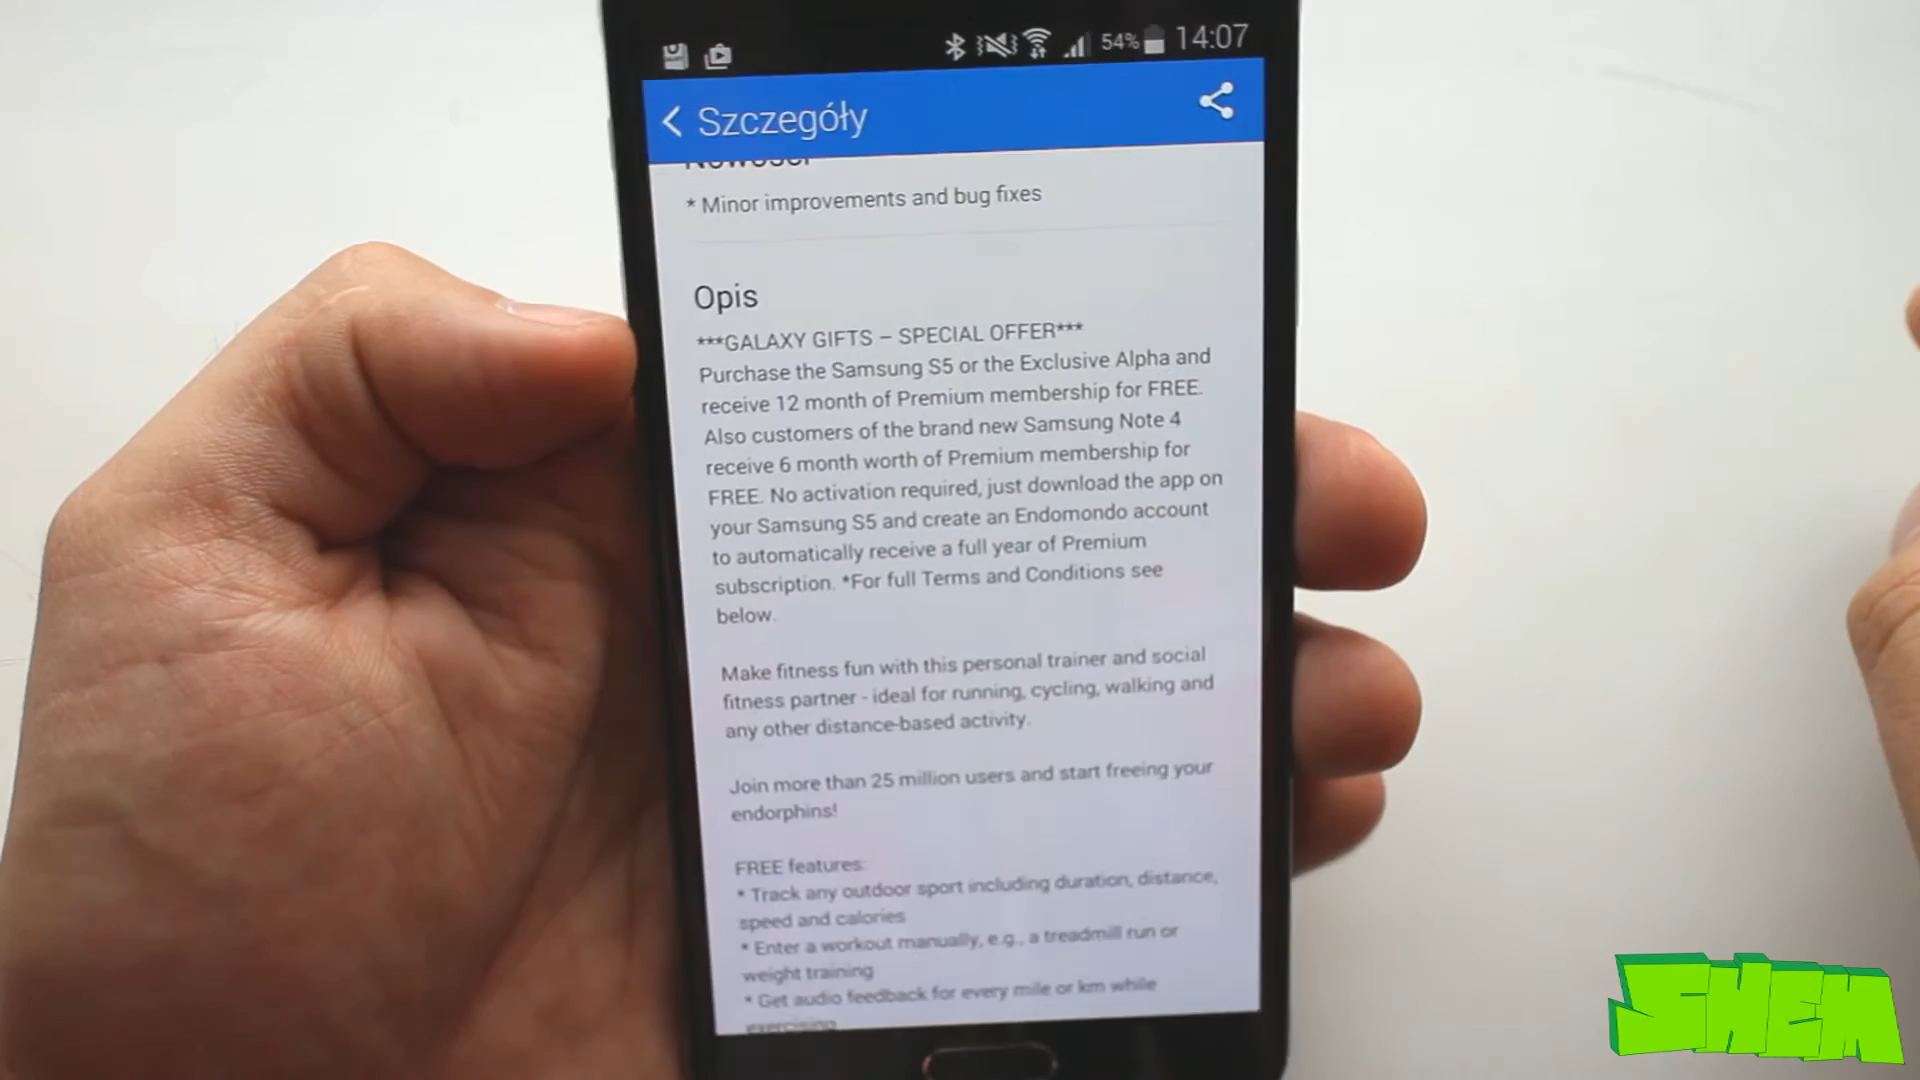 54% 14:07
Szczegóły
Nowości
* Minor improvements and bug fixes
Opis
***GALAXY GIFTS – SPECIAL OFFER***
Purchase the Samsung S5 or the Exclusive Alpha and
receive 12 month of Premium membership for FREE.
Also customers of the brand new Samsung Note 4
receive 6 month worth of Premium membership for
FREE. No activation required, just download the app on
your Samsung S5 and create an Endomondo account
to automatically receive a full year of Premium
subscription. *For full Terms and Conditions see
below.
Make fitness fun with this personal trainer and social
fitness partner - ideal for running, cycling, walking and
any other distance-based activity.
Join more than 25 million users and start freeing your
endorphins!
FREE features:
* Track any outdoor sport including duration, distance,
speed and calories
* Enter a workout manually, e.g., a treadmill run or
weight training
* Get audio feedback for every mile or km while
exercising